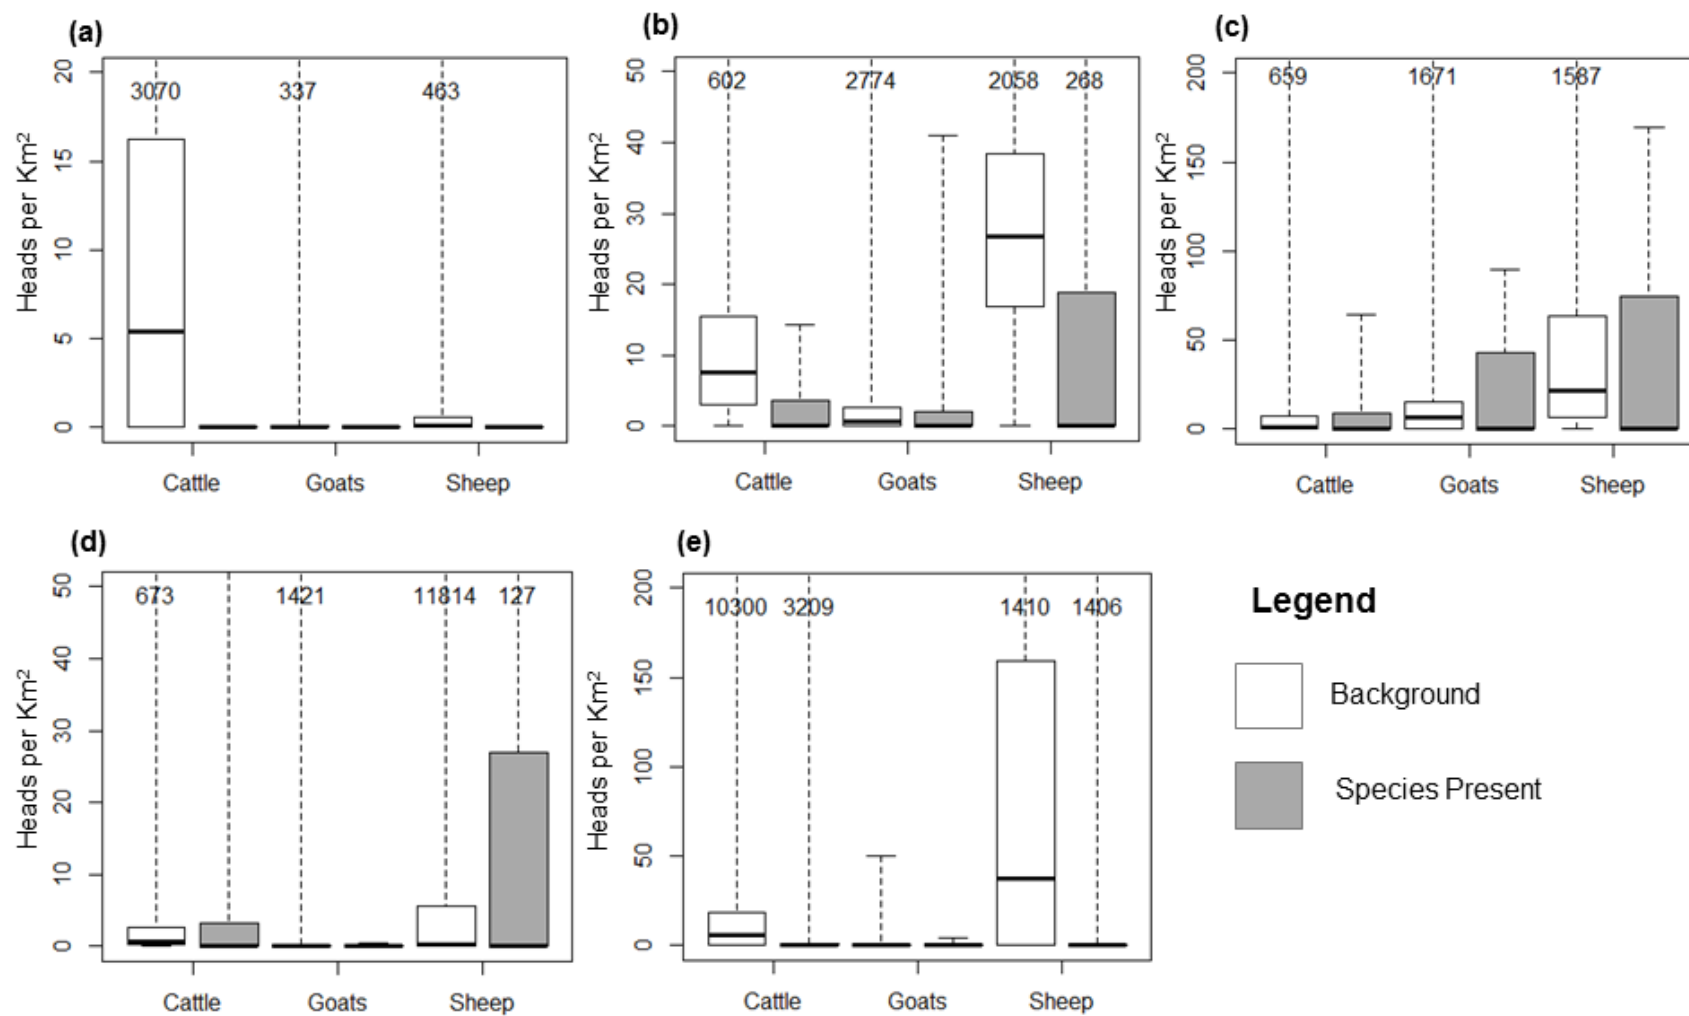 (a)
Heads per Km²
20
15
10
5
0
3070
337
463
Cattle
Goats
Sheep
(b)
Heads per Km²
50
40
30
20
10
0
602
2774
2058
268
Cattle
Goats
Sheep
(c)
Heads per Km²
200
150
100
50
0
659
1671
1587
Cattle
Goats
Sheep
(d)
Heads per Km²
50
40
30
20
10
0
673
1421
11814
127
Cattle
Goats
Sheep
(e)
Heads per Km²
200
150
100
50
0
10300
3209
1410
1406
Cattle
Goats
Sheep
Legend
Background
Species Present